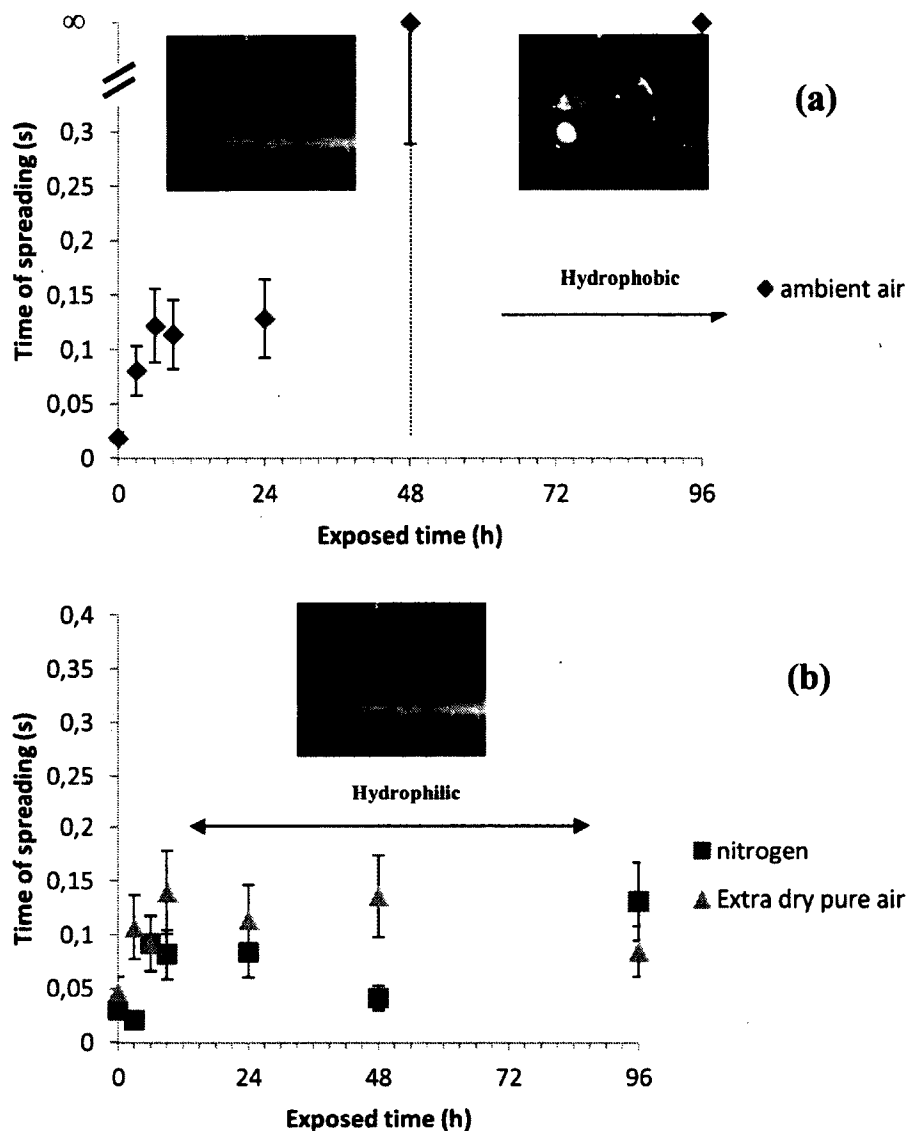 ∞
(a)
0,3
0,25
0,2
0,15
0,1
0,05
0
Time of spreading (s)
Hydrophobic
ambient air
0 24 48 72 96
Exposed time (h)
0,4
0,35
0,3
0,25
0,2
0,15
0,1
0,05
0
Time of spreading (s)
(b)
Hydrophilic
nitrogen
Extra dry pure air
0 24 48 72 96
Exposed time (h)